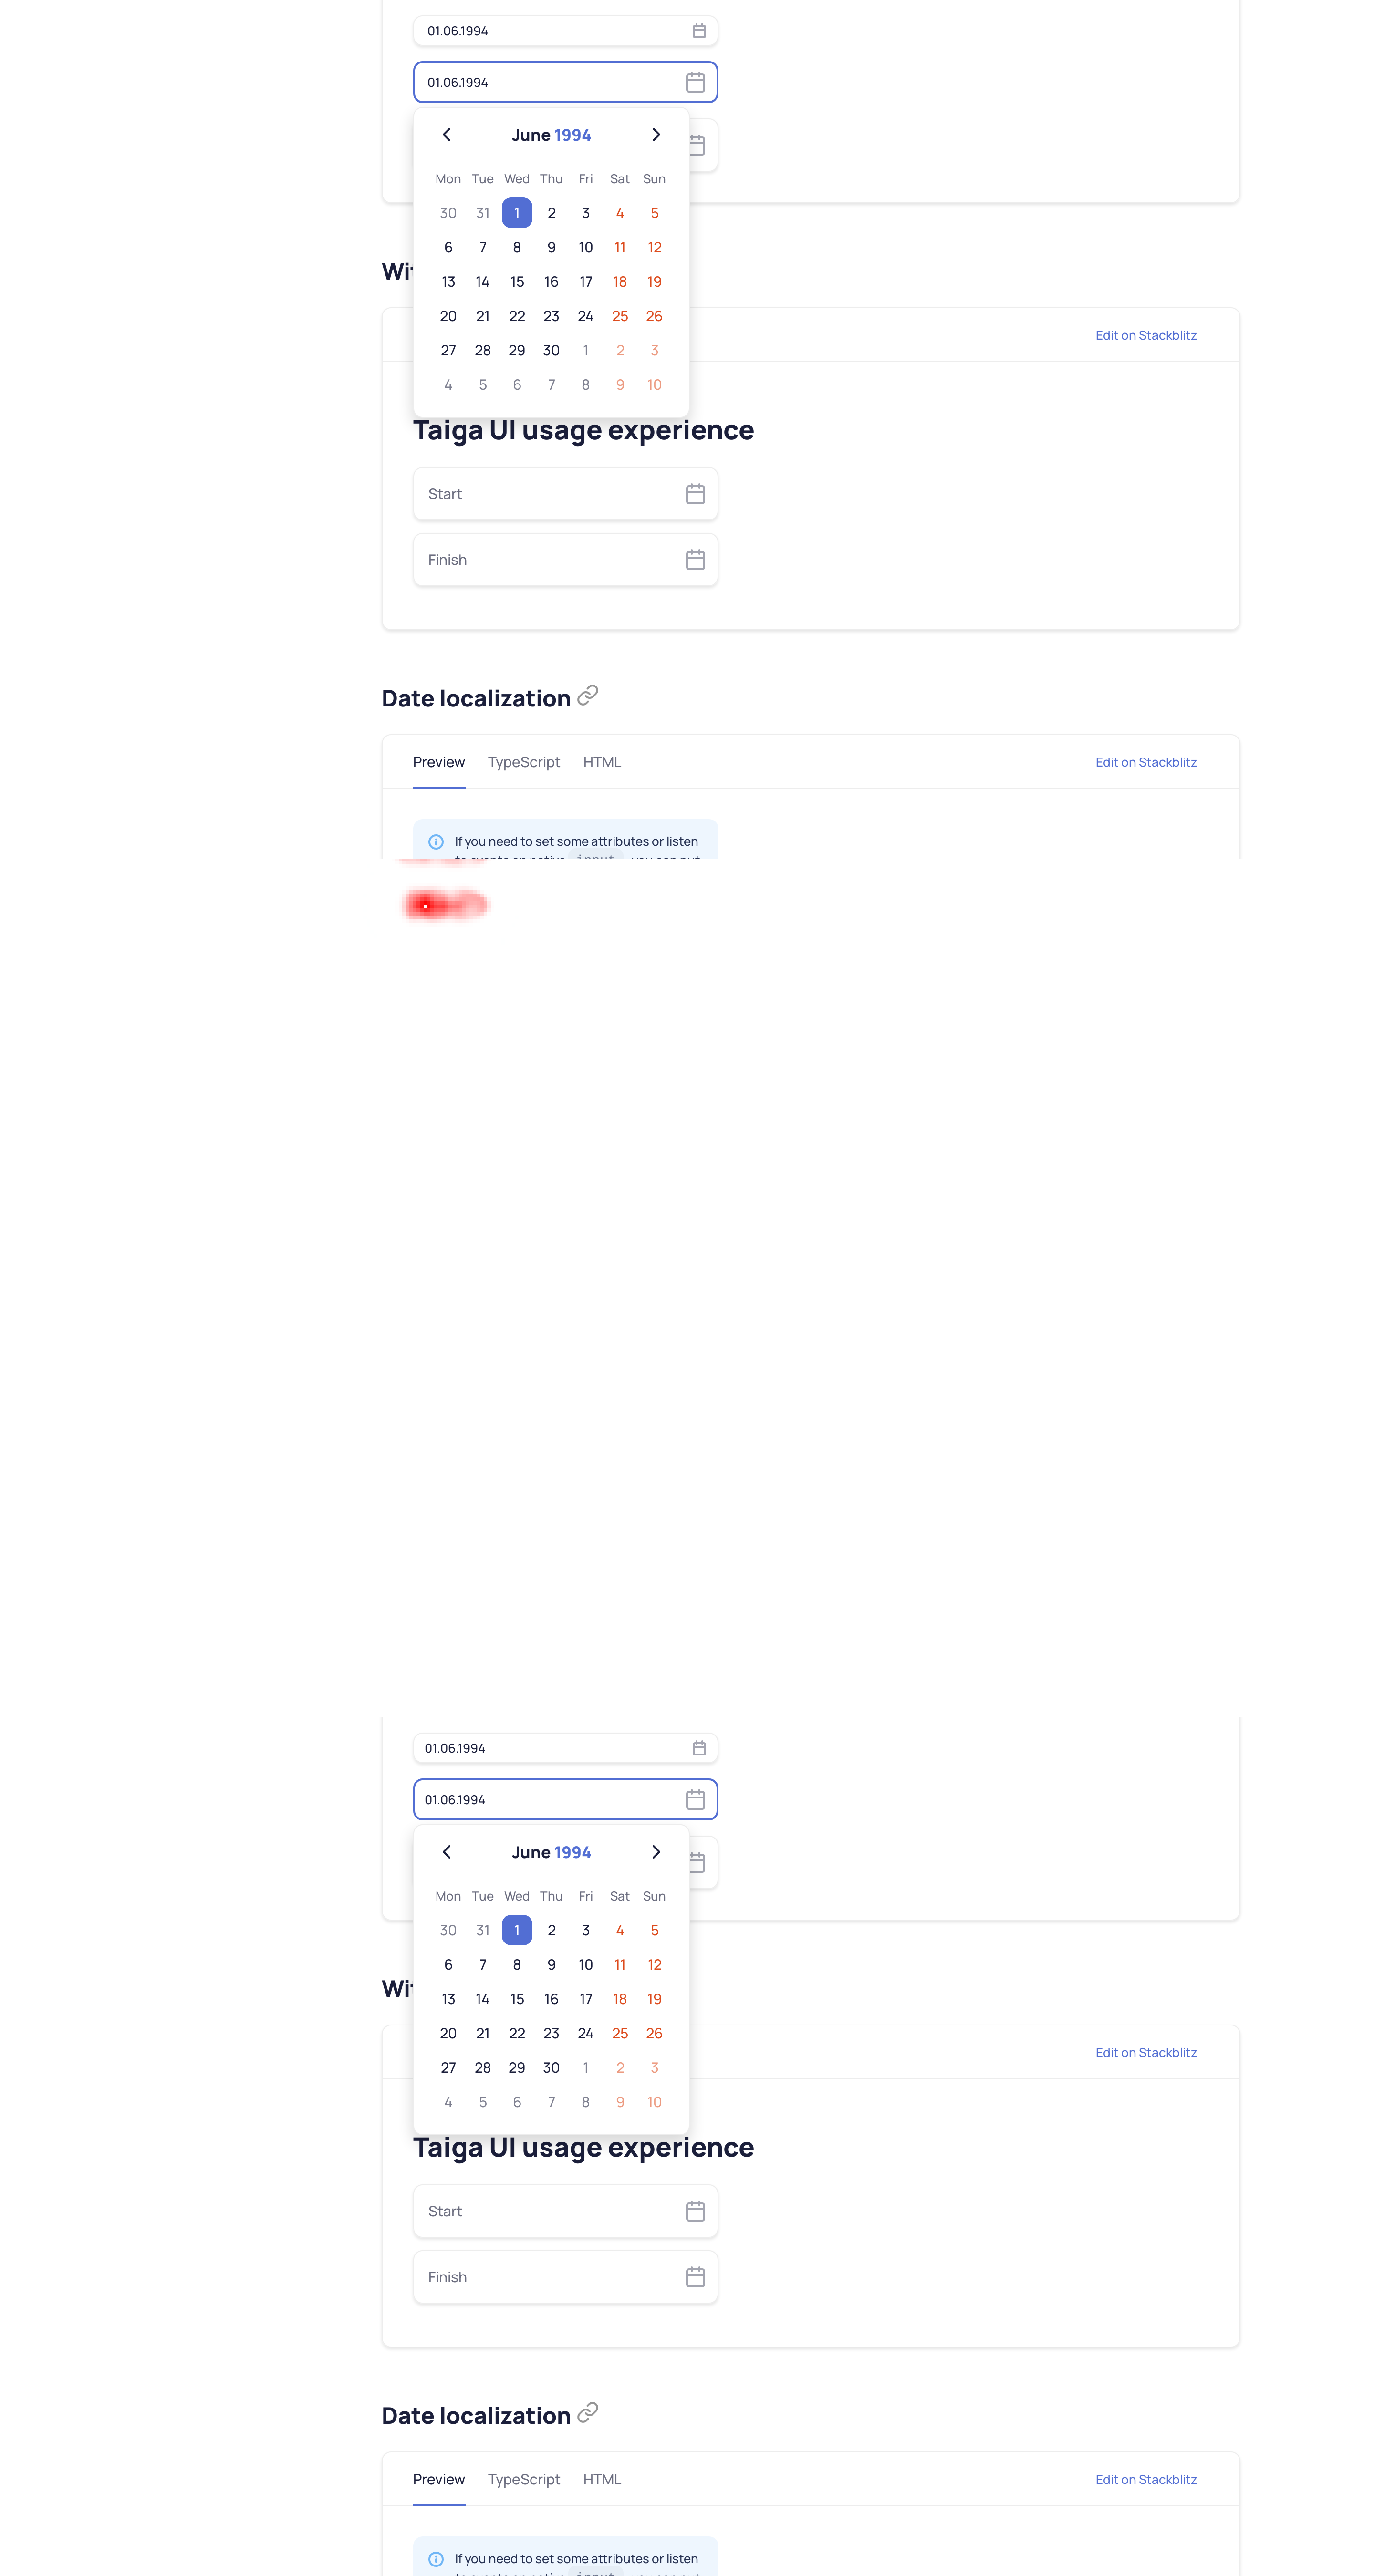 01.06.1994
01.06.1994
June 1994
Mon Tue Wed Thu Fri Sat Sun
30 31 1 2 3 4 5
6 7 8 9 10 11 12
13 14 15 16 17 18 19
20 21 22 23 24 25 26
27 28 29 30 1 2 3
4 5 6 7 8 9 10
Edit on Stackblitz
Taiga UI usage experience
Start
Finish
Date localization
Preview TypeScript HTML Edit on Stackblitz
If you need to set some attributes or listen
01.06.1994
01.06.1994
June 1994
Mon Tue Wed Thu Fri Sat Sun
30 31 1 2 3 4 5
6 7 8 9 10 11 12
13 14 15 16 17 18 19
20 21 22 23 24 25 26
27 28 29 30 1 2 3
4 5 6 7 8 9 10
Edit on Stackblitz
Taiga UI usage experience
Start
Finish
Date localization
Preview TypeScript HTML Edit on Stackblitz
If you need to set some attributes or listen